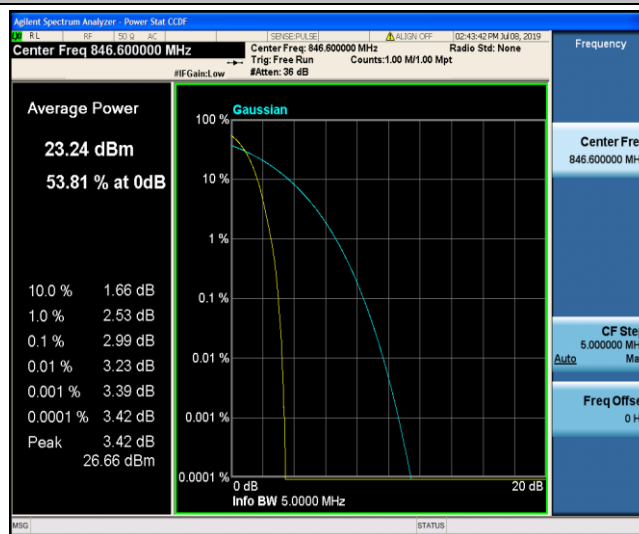 Agilent Spectrum Analyzer - Power Stat CCDF
RL RF 50 Ω AC SENSE:PULSE ALIGN OFF 02:43:42 PM Jul 08, 2019
Center Freq 846.600000 MHz Center Freq: 846.600000 MHz Radio Std: None
Trig: Free Run Counts:1.00 M/1.00 Mpt
#IFGain:Low #Atten: 36 dB
Frequency
Average Power
23.24 dBm
53.81 % at 0dB
10.0 % 1.66 dB
1.0 % 2.53 dB
0.1 % 2.99 dB
0.01 % 3.23 dB
0.001 % 3.39 dB
0.0001 % 3.42 dB
Peak 3.42 dB
26.66 dBm
Gaussian
100 %
10 %
1 %
0.1 %
0.01 %
0.001 %
0.0001 %
0 dB 20 dB
Info BW 5.0000 MHz
Center Fre
846.600000 MH
CF Ste
5.000000 MH
Auto Ma
Freq Offse
0 H
MSG STATUS